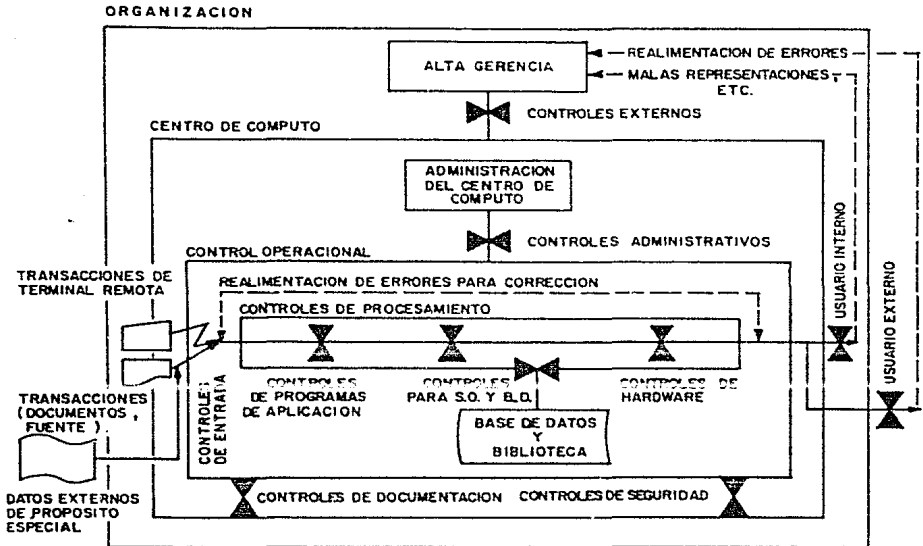 ORGANIZACION
ALTA GERENCIA
REALIMENTACION DE ERRORES
MALAS REPRESENTACIONES,
ETC.
CONTROLES EXTERNOS
CENTRO DE COMPUTO
ADMINISTRACION
DEL CENTRO DE
COMPUTO
CONTROLES ADMINISTRATIVOS
CONTROL OPERACIONAL
USUARIO INTERNO
USUARIO EXTERNO
TRANSACCIONES DE
TERMINAL REMOTA
REALIMENTACION DE ERRORES PARA CORRECCION
CONTROLES DE PROCESAMIENTO
CONTROLES
DE ENTRADA
CONTROLES
DE PROGRAMAS
DE APLICACION
CONTROLES
PARA S.O. Y B.D.
CONTROLES DE
HARDWARE
TRANSACCIONES
(DOCUMENTOS,
FUENTE).
BASE DE DATOS
Y
BIBLIOTECA
DATOS EXTERNOS
DE PROPOSITO
ESPECIAL
CONTROLES DE DOCUMENTACION
CONTROLES DE SEGURIDAD